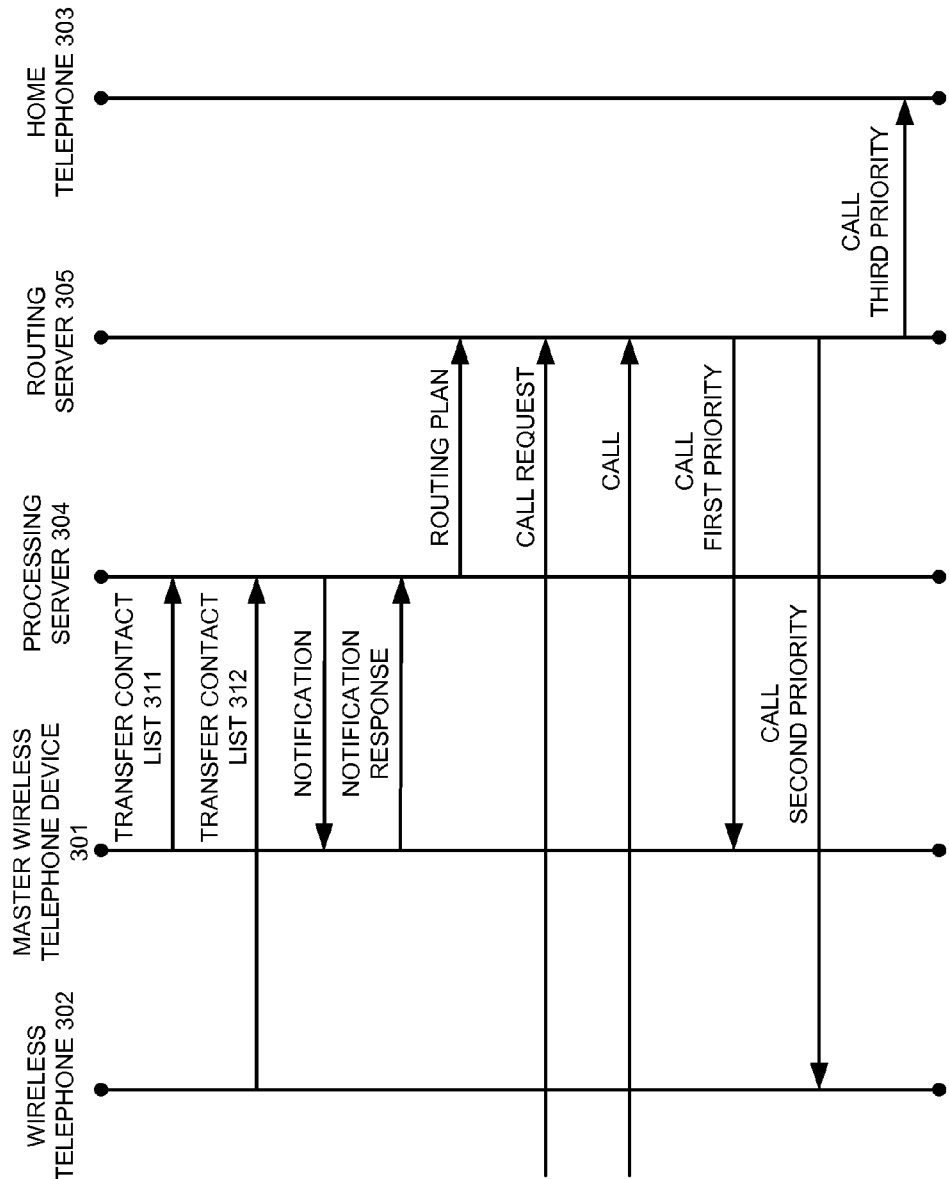 WIRELESS
TELEPHONE 302
MASTER WIRELESS
TELEPHONE DEVICE
301
PROCESSING
SERVER 304
ROUTING
SERVER 305
HOME
TELEPHONE 303
TRANSFER CONTACT
LIST 311
TRANSFER CONTACT
LIST 312
NOTIFICATION
NOTIFICATION
RESPONSE
ROUTING PLAN
CALL REQUEST
CALL
CALL
FIRST PRIORITY
CALL
SECOND PRIORITY
CALL
THIRD PRIORITY